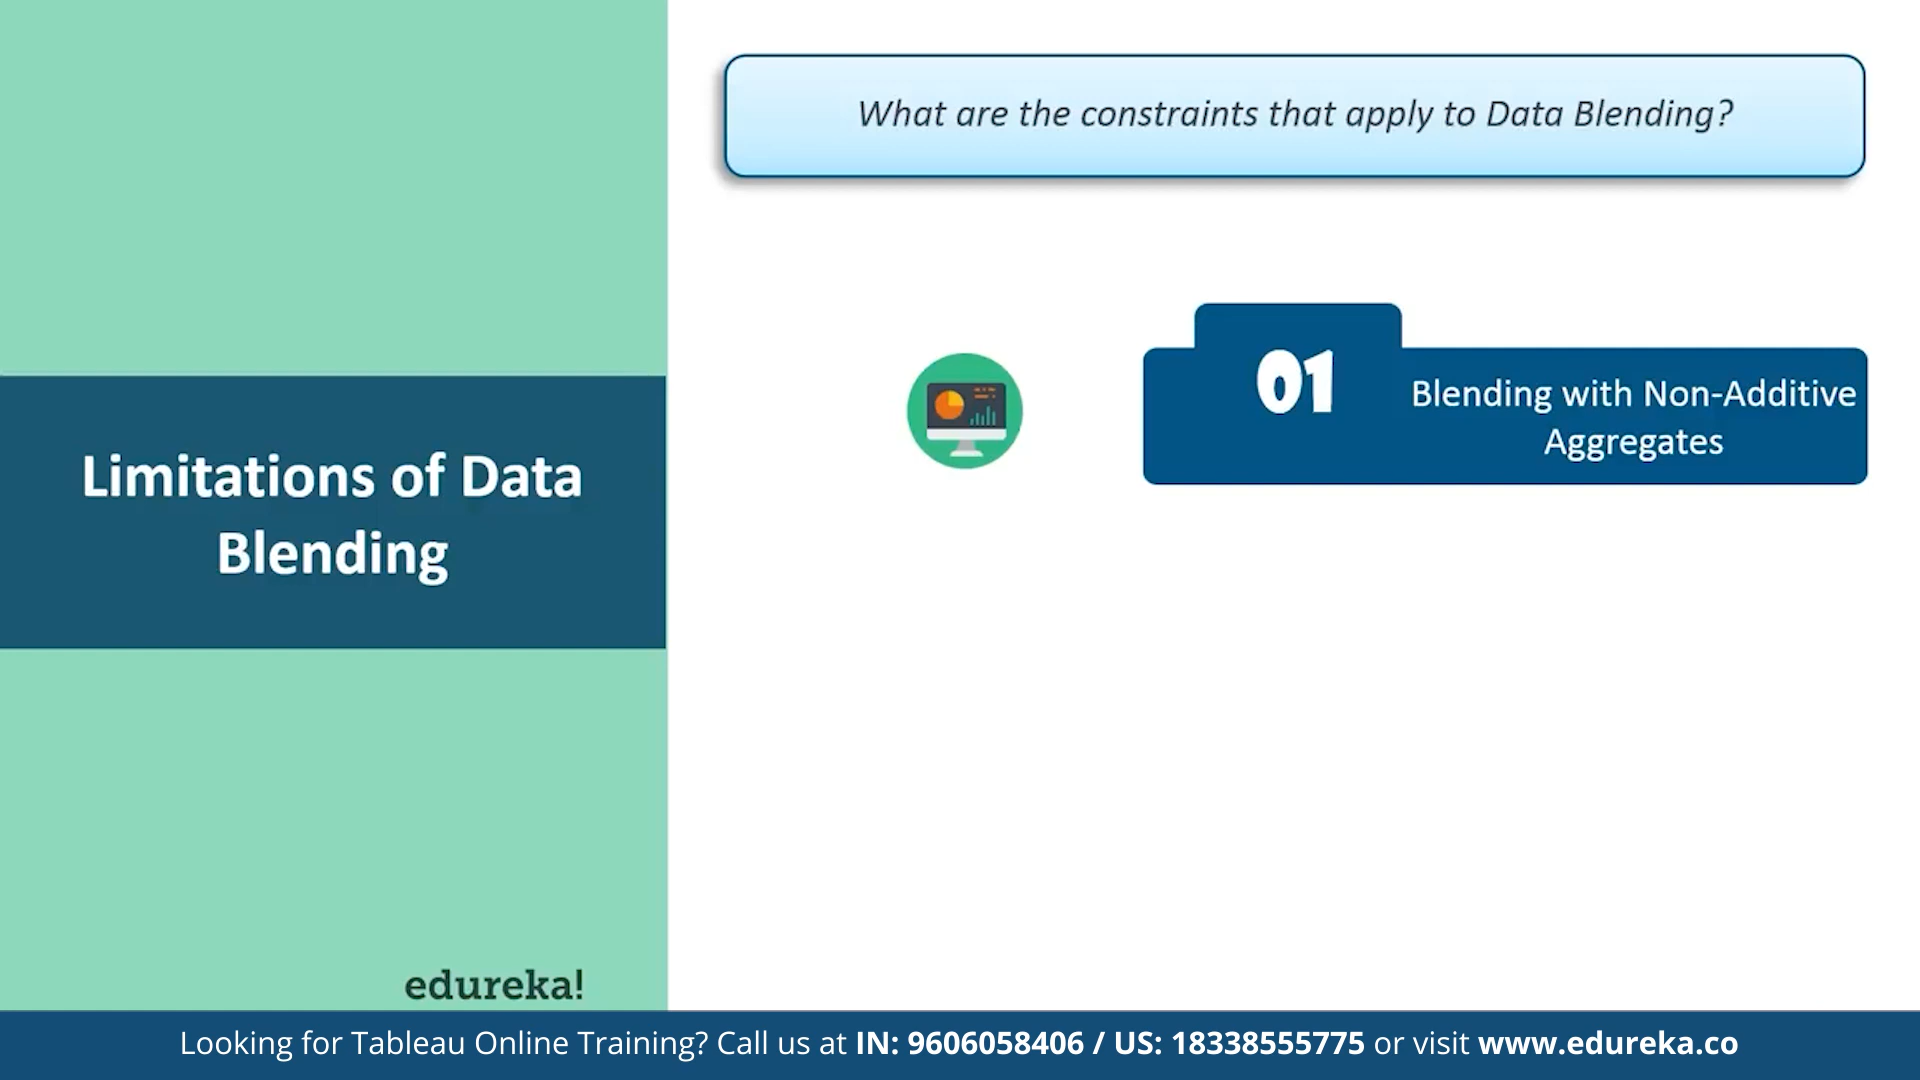 What are the constraints that apply to Data Blending?
01
Blending with Non-Additive
Aggregates
Limitations of Data
Blending
edureka!
Looking for Tableau Online Training? Call us at IN: 9606058406 / US: 18338555775 or visit www.edureka.co